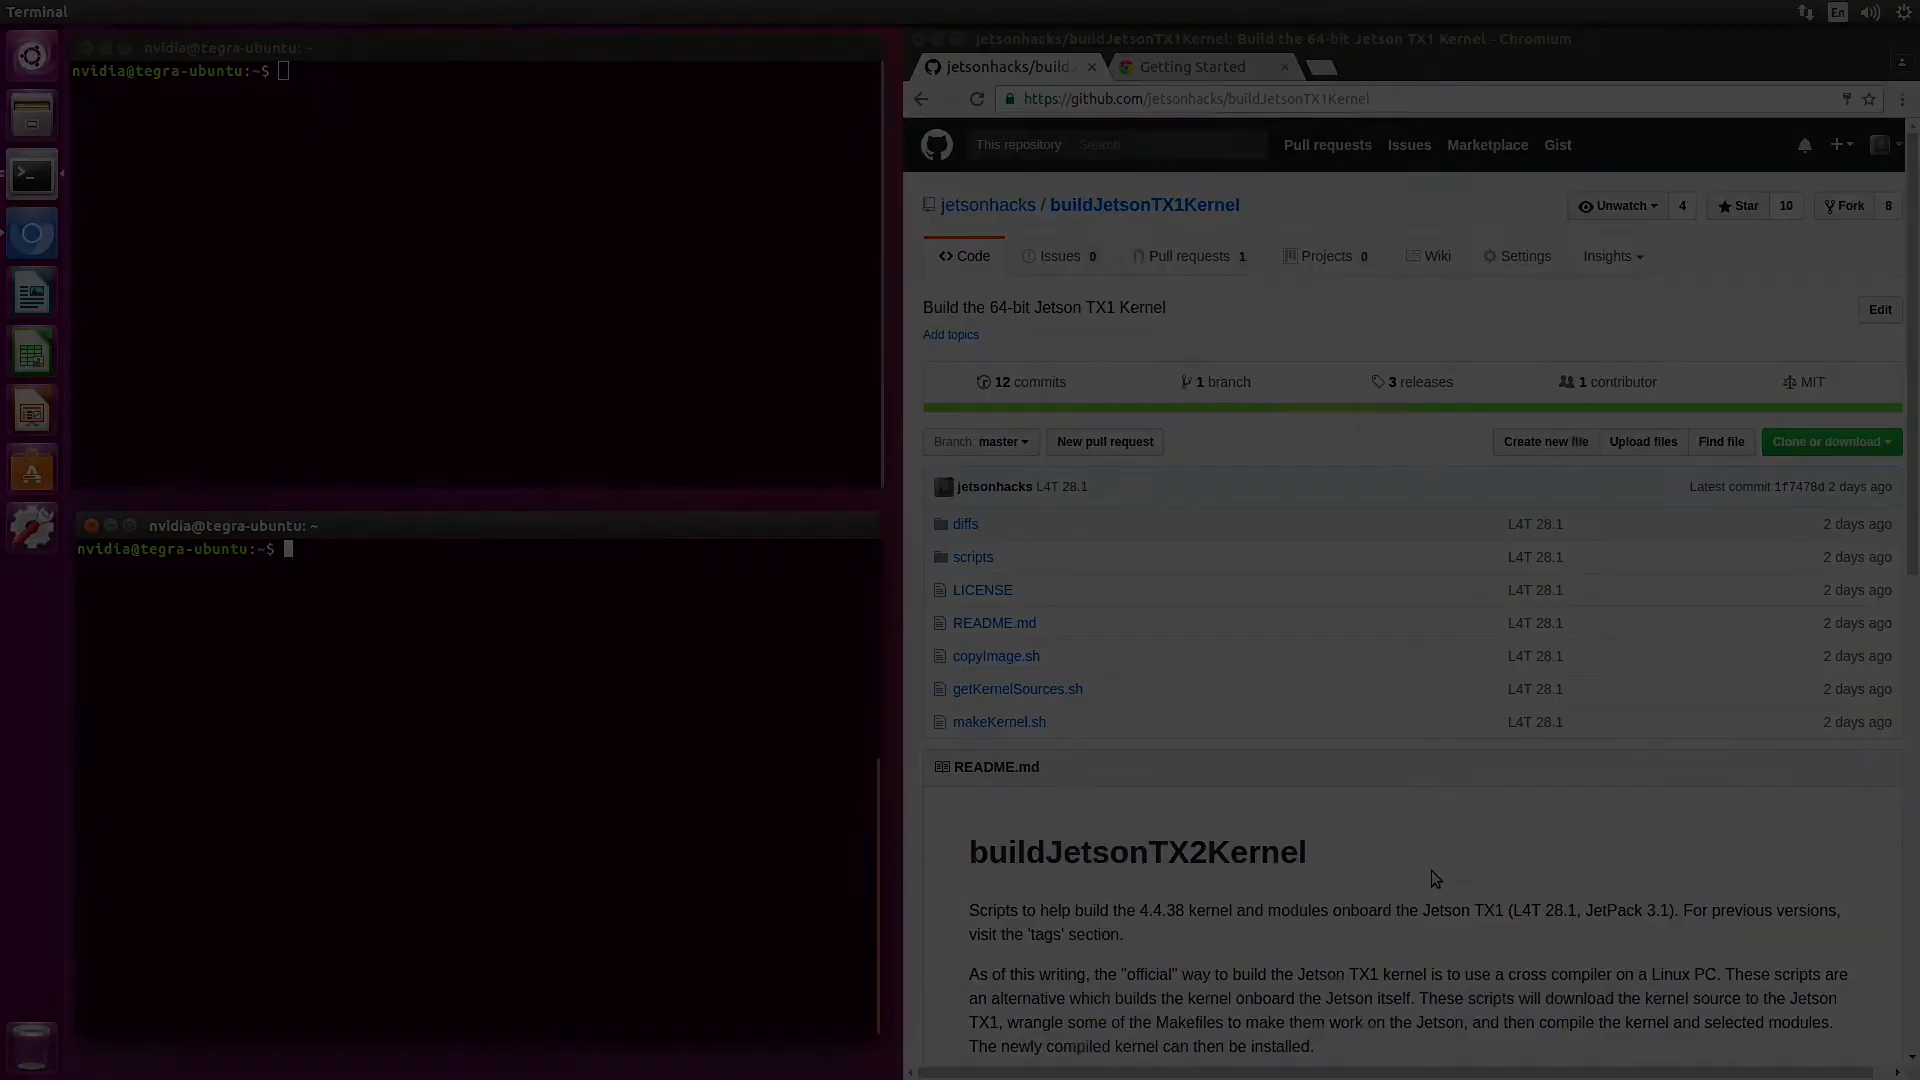 Terminal
En
nvidia@tegra-ubuntu: ~
nvidia@tegra-ubuntu:~$
nvidia@tegra-ubuntu: ~
nvidia@tegra-ubuntu:~$
jetsonhacks/buildJetsonTX1Kernel: Build the 64-bit Jetson TX1 Kernel - Chromium
jetsonhacks/build
Getting Started
https://github.com/jetsonhacks/buildJetsonTX1Kernel
This repository Search Pull requests Issues Marketplace Gist
jetsonhacks / buildJetsonTX1Kernel
Unwatch 4 Star 10 Fork 8
Code Issues 0 Pull requests 1 Projects 0 Wiki Settings Insights
Build the 64-bit Jetson TX1 Kernel
Edit
Add topics
12 commits 1 branch 3 releases 1 contributor MIT
Branch: master New pull request Create new file Upload files Find file Clone or download
jetsonhacks L4T 28.1 Latest commit 1f7478d 2 days ago
diffs L4T 28.1 2 days ago
scripts L4T 28.1 2 days ago
LICENSE L4T 28.1 2 days ago
README.md L4T 28.1 2 days ago
copyImage.sh L4T 28.1 2 days ago
getKernelSources.sh L4T 28.1 2 days ago
makeKernel.sh L4T 28.1 2 days ago
README.md
buildJetsonTX2Kernel
Scripts to help build the 4.4.38 kernel and modules onboard the Jetson TX1 (L4T 28.1, JetPack 3.1). For previous versions,
visit the 'tags' section.
As of this writing, the "official" way to build the Jetson TX1 kernel is to use a cross compiler on a Linux PC. These scripts are
an alternative which builds the kernel onboard the Jetson itself. These scripts will download the kernel source to the Jetson
TX1, wrangle some of the Makefiles to make them work on the Jetson, and then compile the kernel and selected modules.
The newly compiled kernel can then be installed.